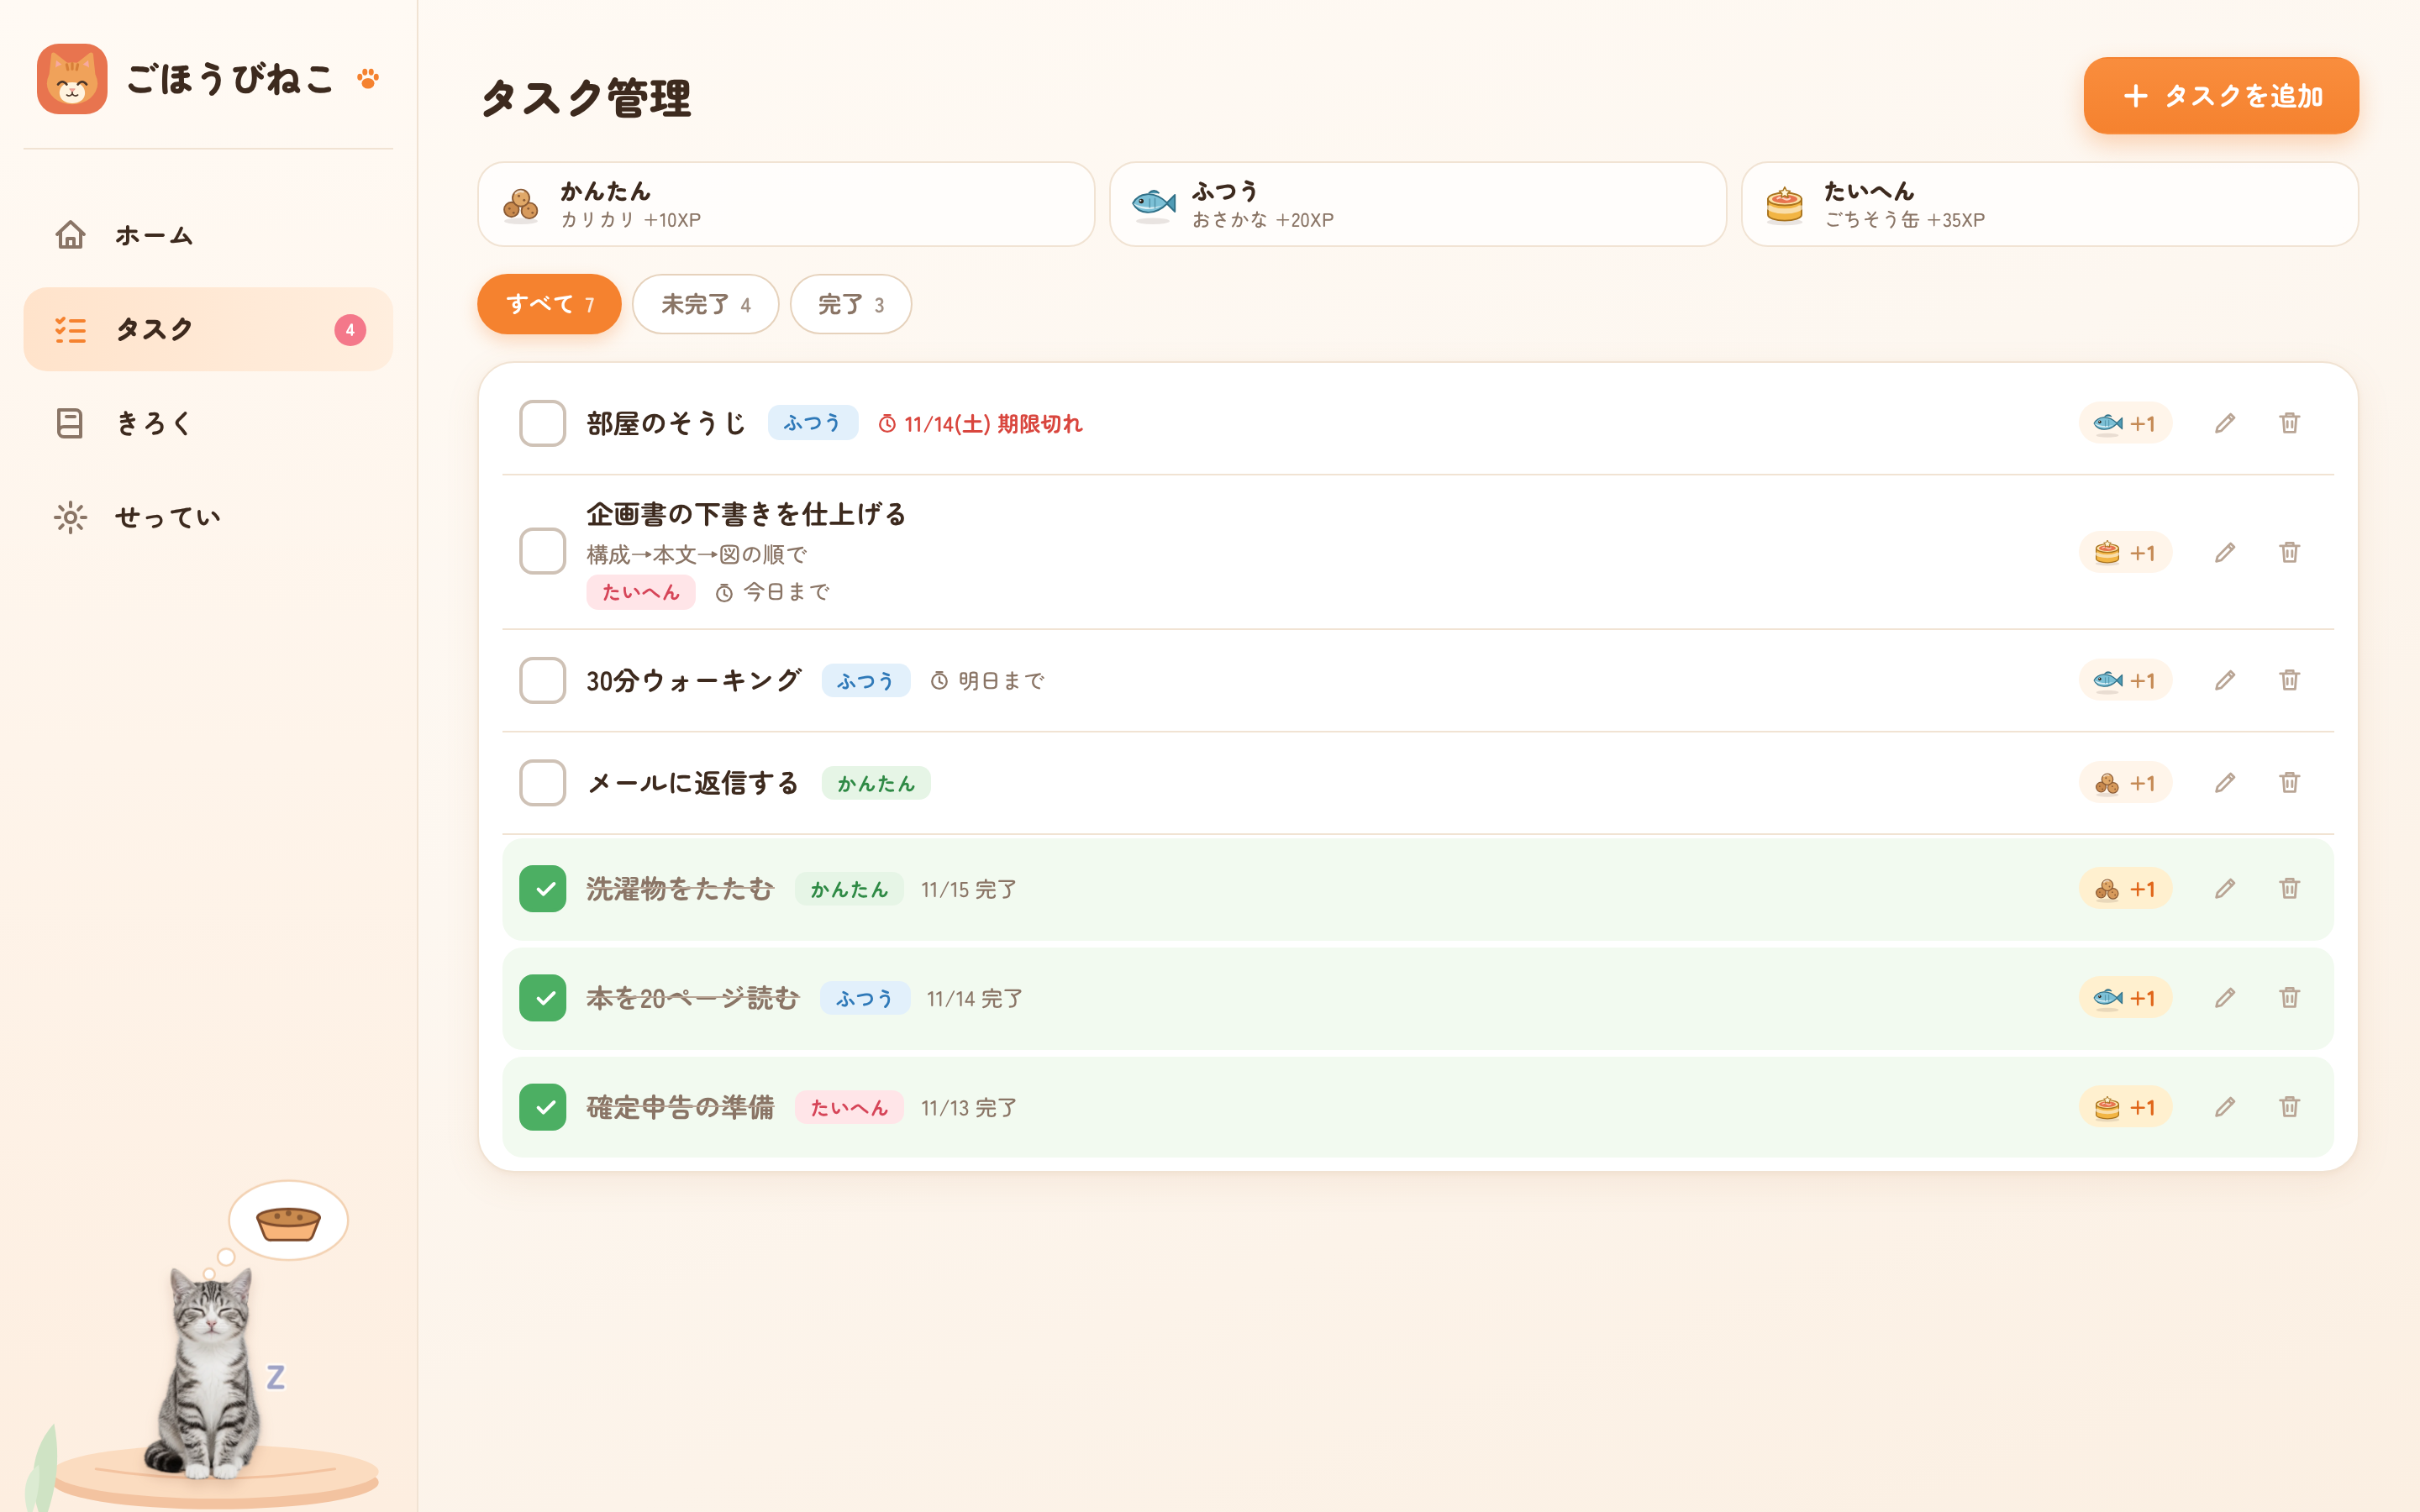 ごほうびねこ
ホーム
タスク 4
きろく
せってい
Z
タスク管理
+ タスクを追加
かんたん
カリカリ +10XP
ふつう
おさかな +20XP
たいへん
ごちそう缶 +35XP
すべて 7
未完了 4
完了 3
部屋のそうじ ふつう 11/14(土) 期限切れ +1
企画書の下書きを仕上げる
構成→本文→図の順で
たいへん 今日まで
+1
30分ウォーキング ふつう 明日まで +1
メールに返信する かんたん +1
洗濯物をたたむ かんたん 11/15 完了 +1
本を20ページ読む ふつう 11/14 完了 +1
確定申告の準備 たいへん 11/13 完了 +1